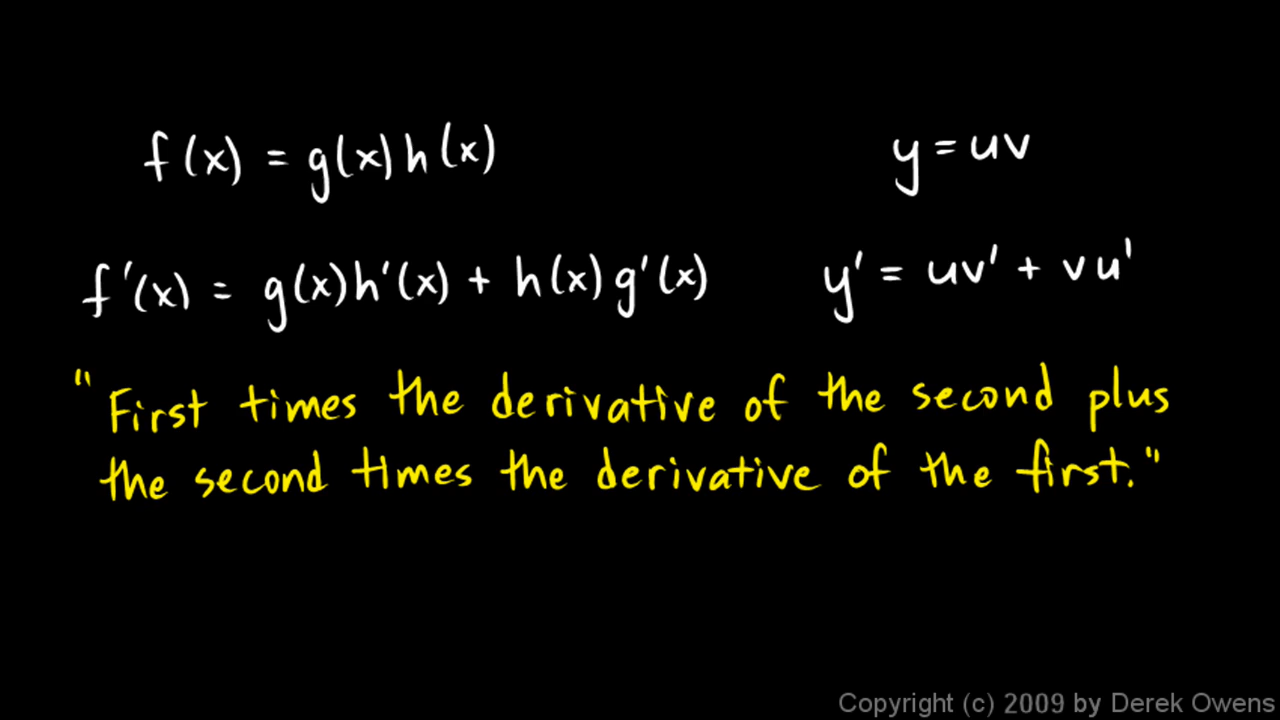 f(x) = g(x)h(x)
y = uv
f'(x) = g(x)h'(x) + h(x)g'(x)
y' = uv' + vu'
"First times the derivative of the second plus
the second times the derivative of the first."
Copyright (c) 2009 by Derek Owens